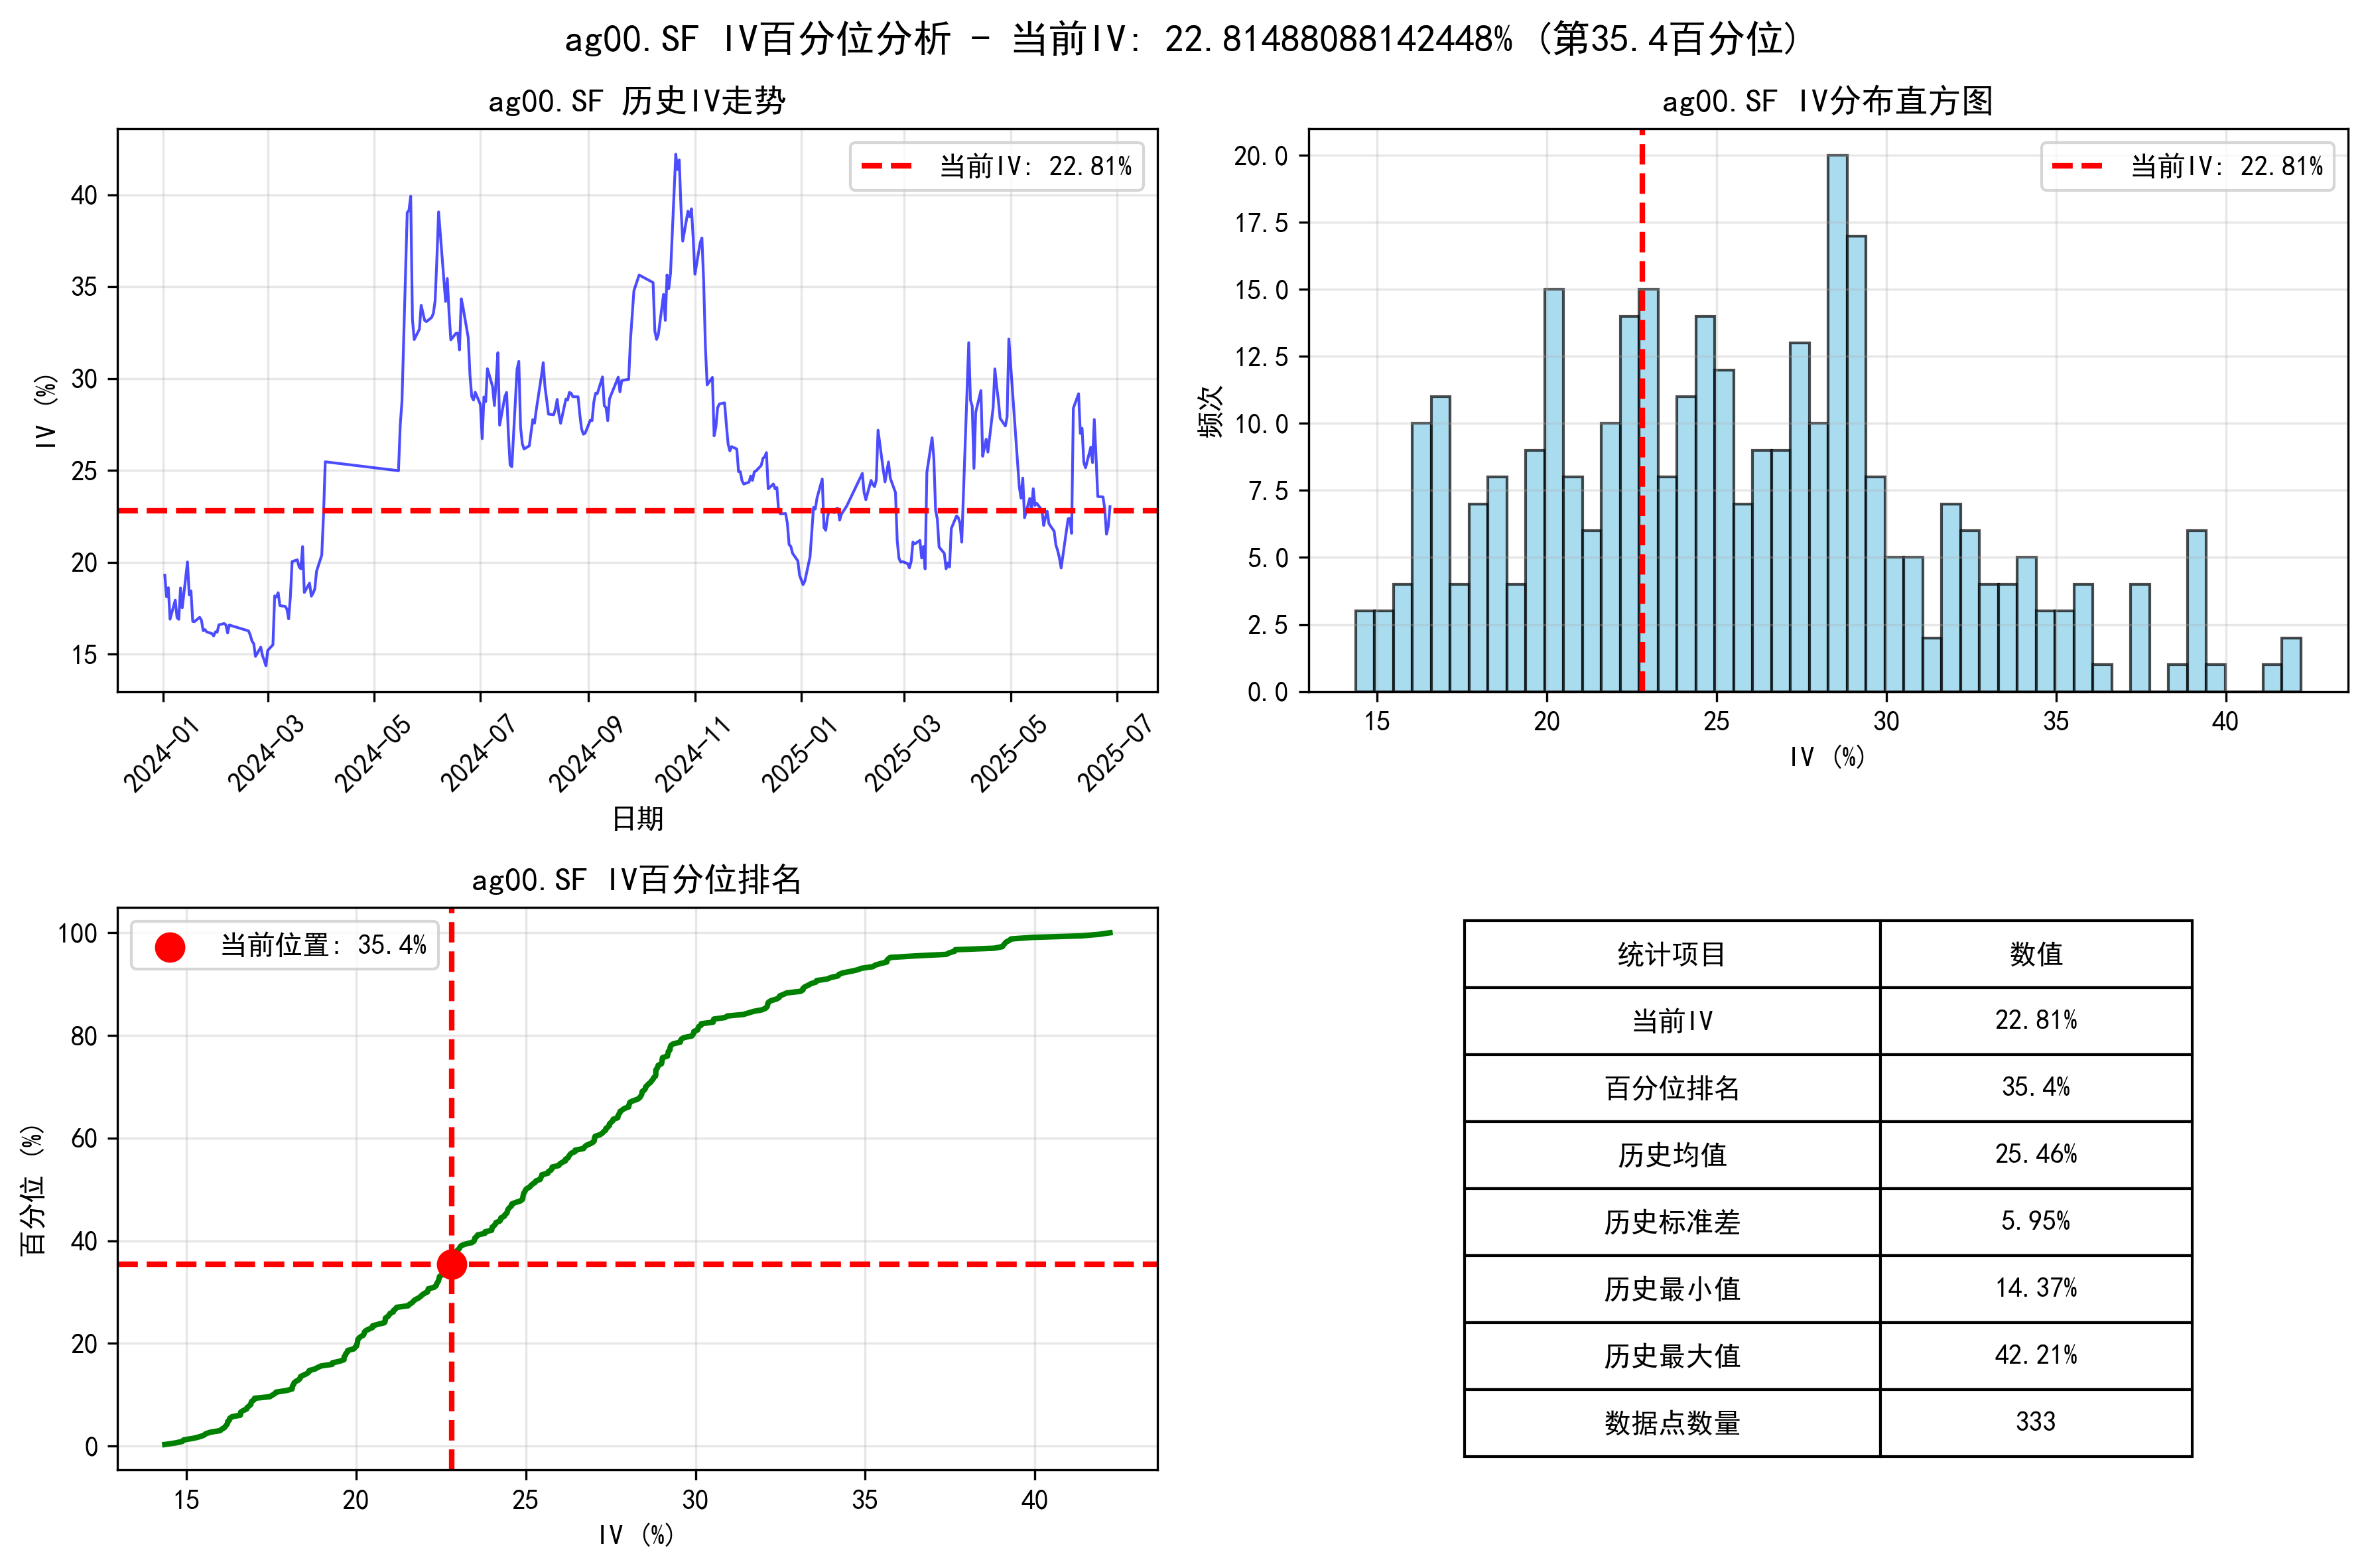 ag00.SF IV百分位分析 - 当前IV: 22.81488088142448% (第35.4百分位)
ag00.SF 历史IV走势
IV (%)
40
35
30
25
20
15
当前IV: 22.81%
2024-01
2024-03
2024-05
2024-07
2024-09
2024-11
2025-01
2025-03
2025-05
2025-07
日期
ag00.SF IV分布直方图
频次
20.0
17.5
15.0
12.5
10.0
7.5
5.0
2.5
0.0
当前IV: 22.81%
15 20 25 30 35 40
IV (%)
ag00.SF IV百分位排名
百分位 (%)
100
80
60
40
20
0
当前位置: 35.4%
15 20 25 30 35 40
IV (%)
统计项目 数值
当前IV 22.81%
百分位排名 35.4%
历史均值 25.46%
历史标准差 5.95%
历史最小值 14.37%
历史最大值 42.21%
数据点数量 333